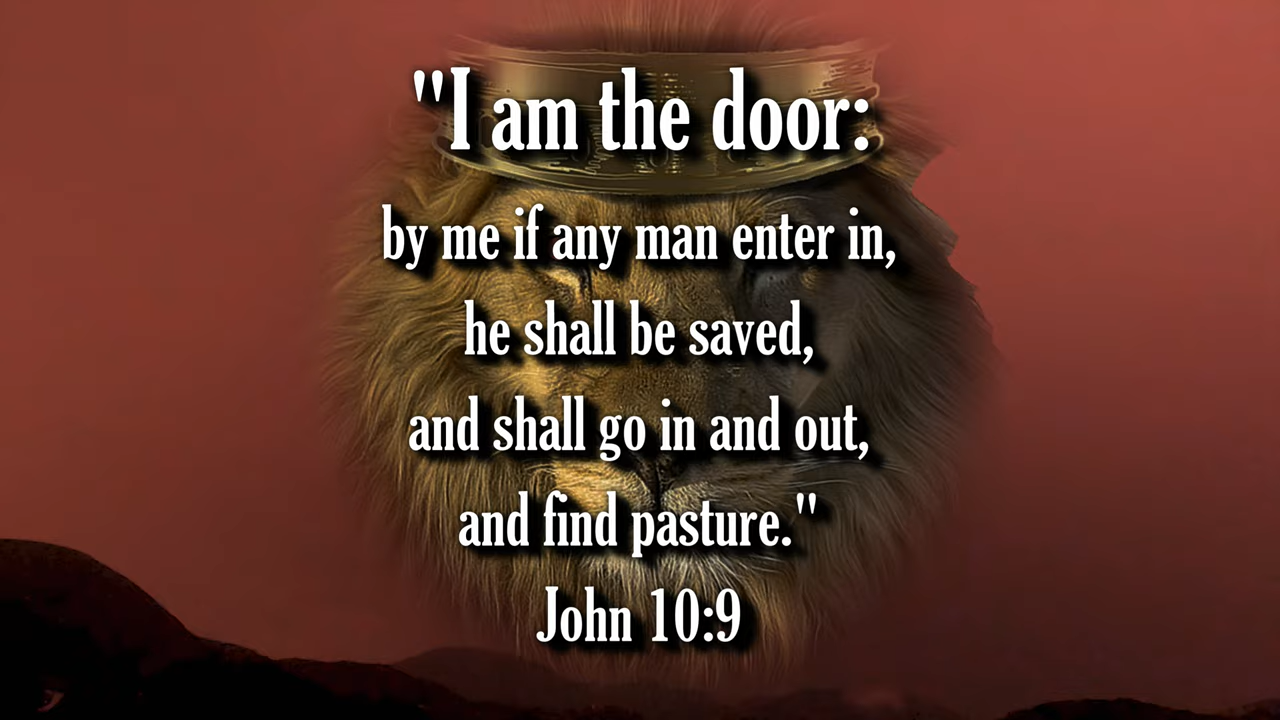 "I am the door:
by me if any man enter in,
he shall be saved,
and shall go in and out,
and find pasture."
John 10:9